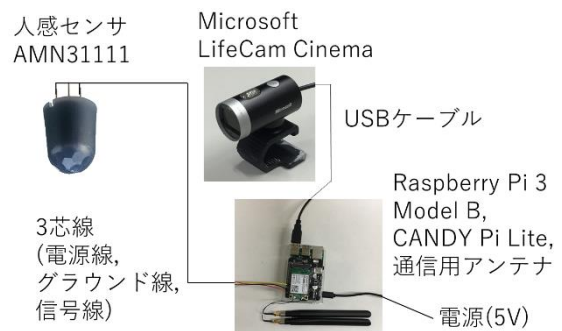 人感センサ
AMN31111
Microsoft
LifeCam Cinema
USBケーブル
Raspberry Pi 3
Model B,
CANDY Pi Lite,
通信用アンテナ
3芯線
(電源線,
グラウンド線,
信号線)
電源(5V)